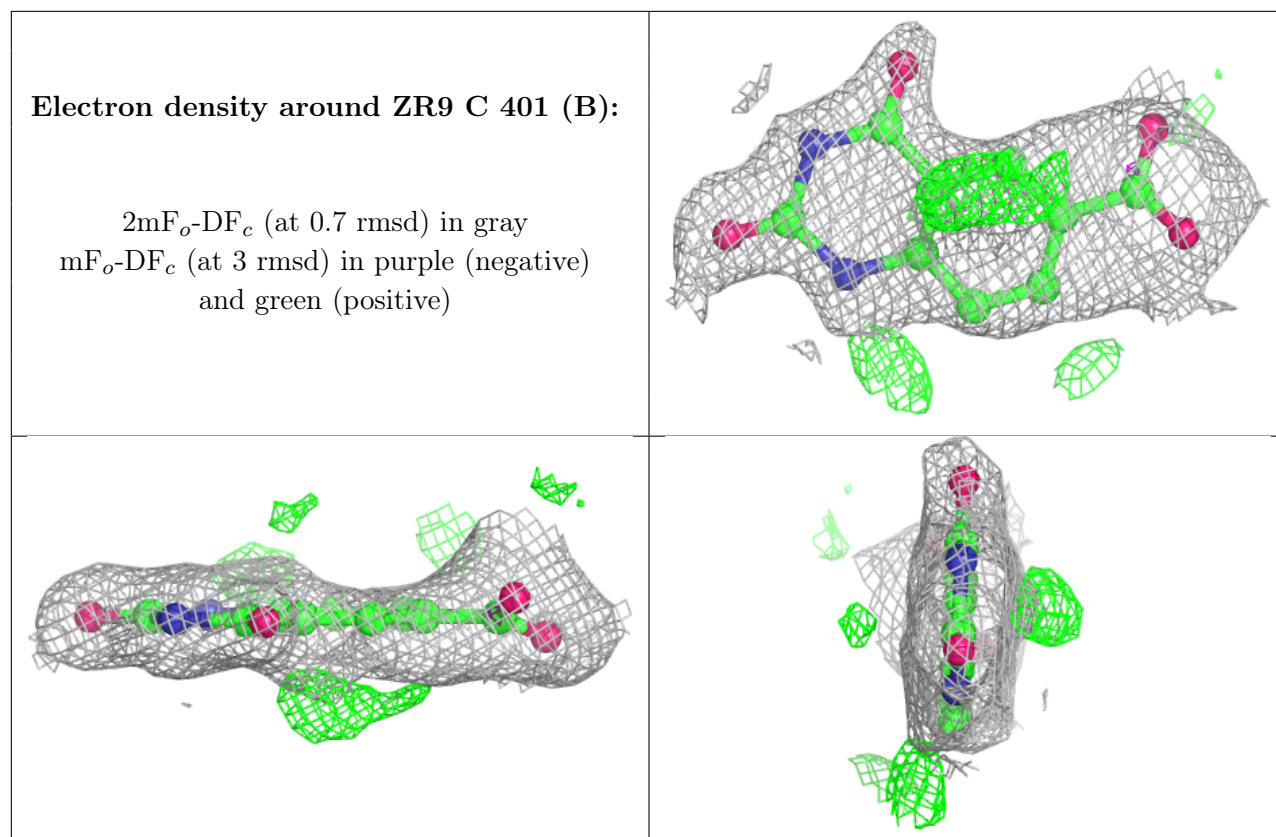 Electron density around ZR9 C 401 (B):
2mFₒ-DF𝒸 (at 0.7 rmsd) in gray
mFₒ-DF𝒸 (at 3 rmsd) in purple (negative)
and green (positive)